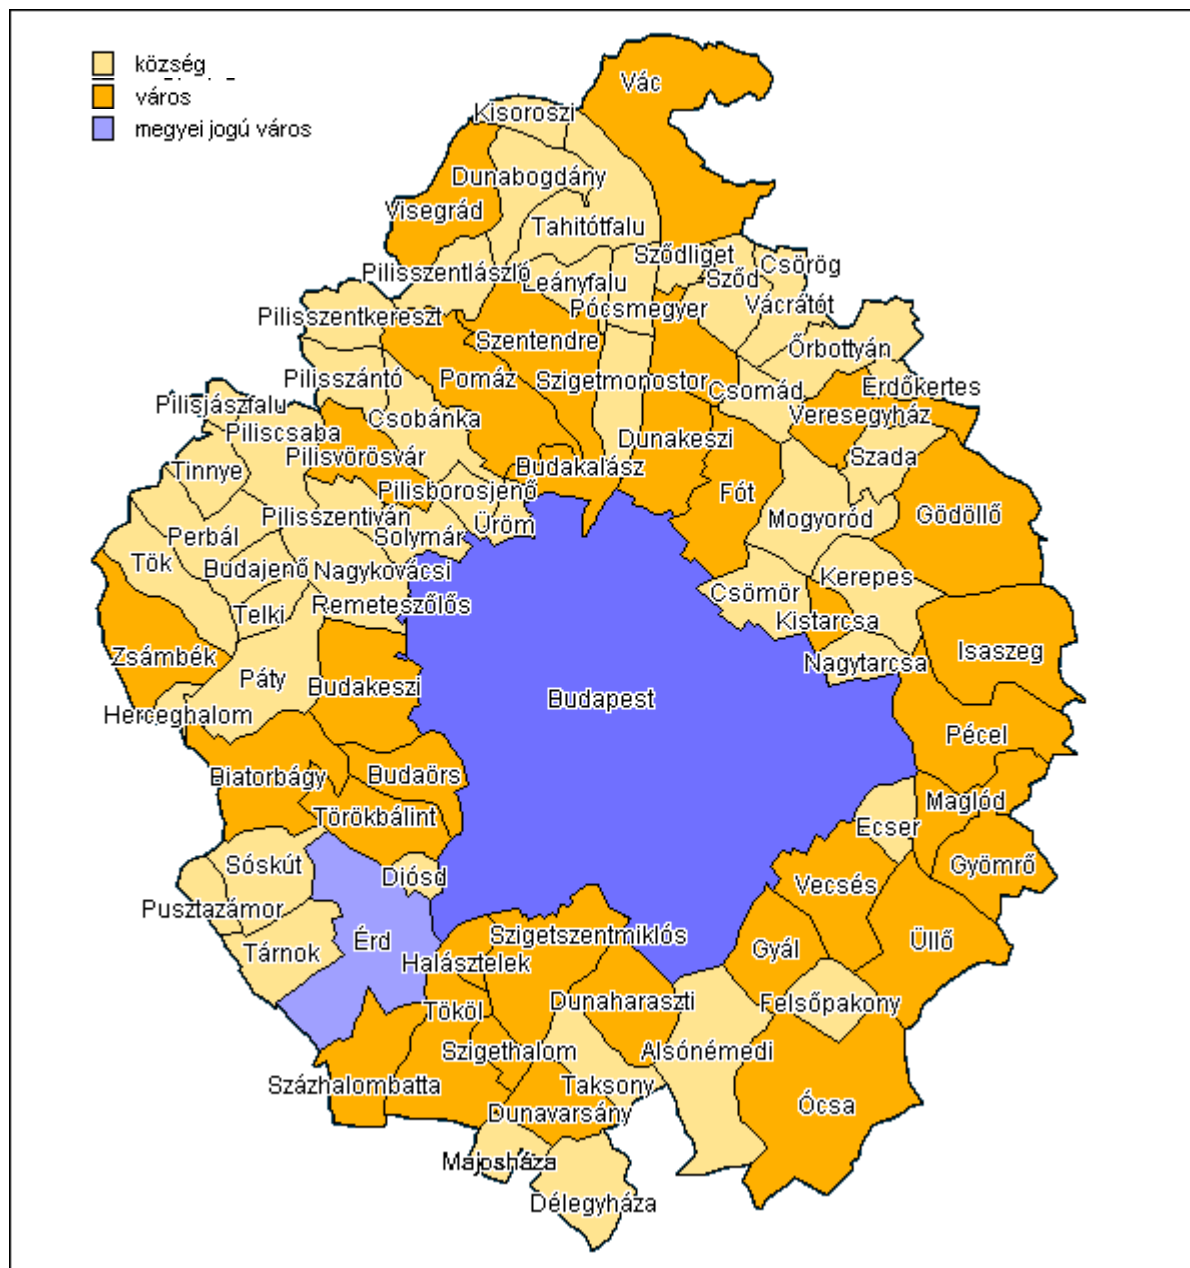 község
város
megyei jogú város
Vác
Kisoroszi
Dunabogdány
Visegrád
Tahitótfalu
Sződliget
Csörög
Pilisszentlászló
Leányfalu
Sződ
Pócsmegyer
Vácrátót
Pilisszentkereszt
Szentendre
Őrbottyán
Pilisszántó
Pomáz
Szigetmonostor
Csomád
Erdőkertes
Pilisjászfalu
Csobánka
Veresegyház
Piliscsaba
Dunakeszi
Pilisvörösvár
Szada
Tinnye
Budakalász
Pilisborosjenő
Fót
Pilisszentiván
Üröm
Mogyoród
Gödöllő
Perbál
Solymár
Tök
Budajenő
Nagykovácsi
Kerepes
Csömör
Telki
Remeteszőlős
Kistarcsa
Zsámbék
Isaszeg
Nagytarcsa
Páty
Budakeszi
Budapest
Herceghalom
Pécel
Biatorbágy
Budaörs
Maglód
Törökbálint
Ecser
Sóskút
Gyömrő
Diósd
Vecsés
Pusztazámor
Szigetszentmiklós
Érd
Üllő
Tárnok
Gyál
Halásztelek
Dunaharaszti
Felsőpakony
Tököl
Szigethalom
Alsónémedi
Százhalombatta
Taksony
Ócsa
Dunavarsány
Majosháza
Délegyháza